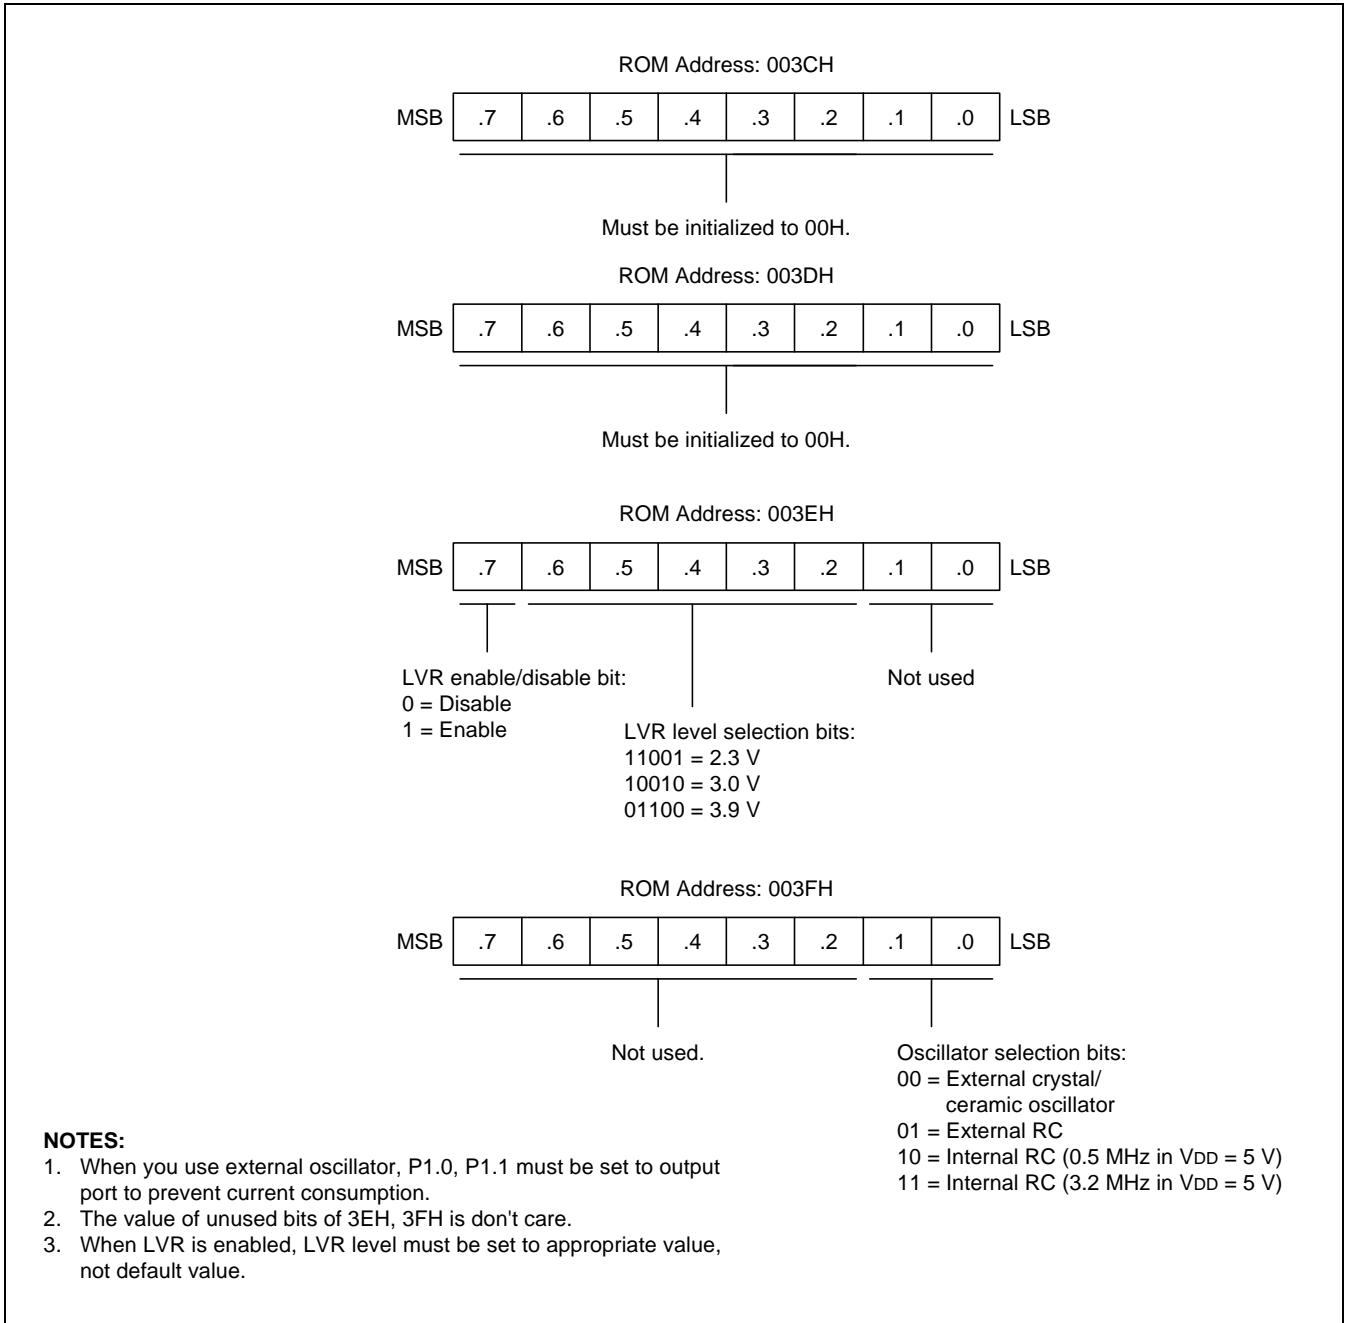 ROM Address: 003CH
MSB .7 .6 .5 .4 .3 .2 .1 .0 LSB
Must be initialized to 00H.
ROM Address: 003DH
MSB .7 .6 .5 .4 .3 .2 .1 .0 LSB
Must be initialized to 00H.
ROM Address: 003EH
MSB .7 .6 .5 .4 .3 .2 .1 .0 LSB
LVR enable/disable bit:
0 = Disable
1 = Enable
LVR level selection bits:
11001 = 2.3 V
10010 = 3.0 V
01100 = 3.9 V
Not used
ROM Address: 003FH
MSB .7 .6 .5 .4 .3 .2 .1 .0 LSB
Not used.
Oscillator selection bits:
00 = External crystal/
ceramic oscillator
01 = External RC
10 = Internal RC (0.5 MHz in VDD = 5 V)
11 = Internal RC (3.2 MHz in VDD = 5 V)
NOTES:
1. When you use external oscillator, P1.0, P1.1 must be set to output
port to prevent current consumption.
2. The value of unused bits of 3EH, 3FH is don't care.
3. When LVR is enabled, LVR level must be set to appropriate value,
not default value.